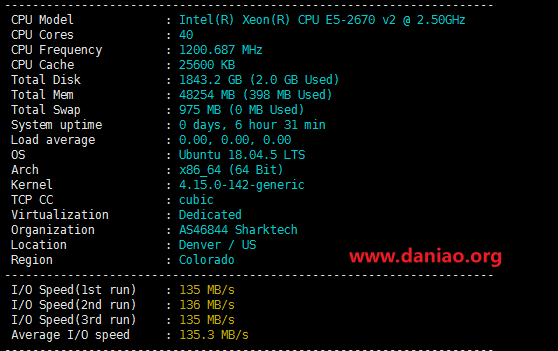 ----------------------------------------------------------------------
CPU Model            : Intel(R) Xeon(R) CPU E5-2670 v2 @ 2.50GHz
CPU Cores            : 40
CPU Frequency        : 1200.687 MHz
CPU Cache            : 25600 KB
Total Disk           : 1843.2 GB (2.0 GB Used)
Total Mem            : 48254 MB (398 MB Used)
Total Swap           : 975 MB (0 MB Used)
System uptime        : 0 days, 6 hour 31 min
Load average         : 0.00, 0.00, 0.00
OS                   : Ubuntu 18.04.5 LTS
Arch                 : x86_64 (64 Bit)
Kernel               : 4.15.0-142-generic
TCP CC               : cubic
Virtualization       : Dedicated
Organization         : AS46844 Sharktech
Location             : Denver / US
www.daniao.org
Region               : Colorado
----------------------------------------------------------------------
I/O Speed(1st run)   : 135 MB/s
I/O Speed(2nd run)   : 136 MB/s
I/O Speed(3rd run)   : 135 MB/s
Average I/O speed    : 135.3 MB/s
----------------------------------------------------------------------